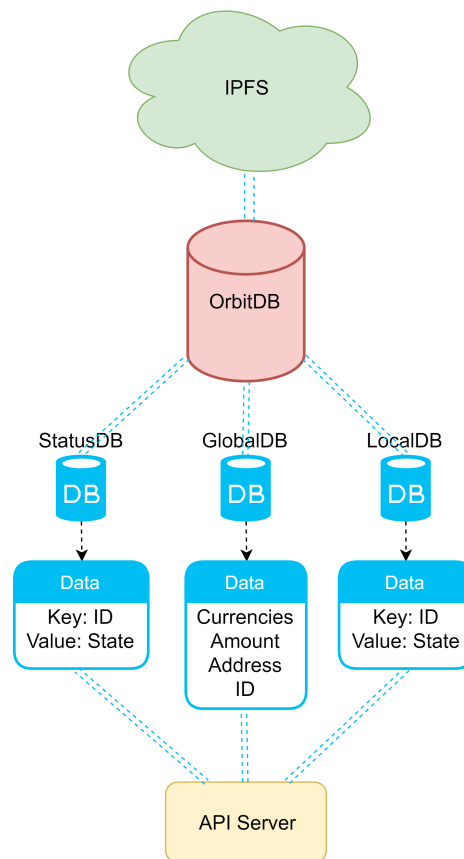 IPFS
OrbitDB
StatusDB
GlobalDB
LocalDB
DB
DB
DB
Data
Data
Data
Key: ID
Value: State
Currencies
Amount
Address
ID
Key: ID
Value: State
API Server